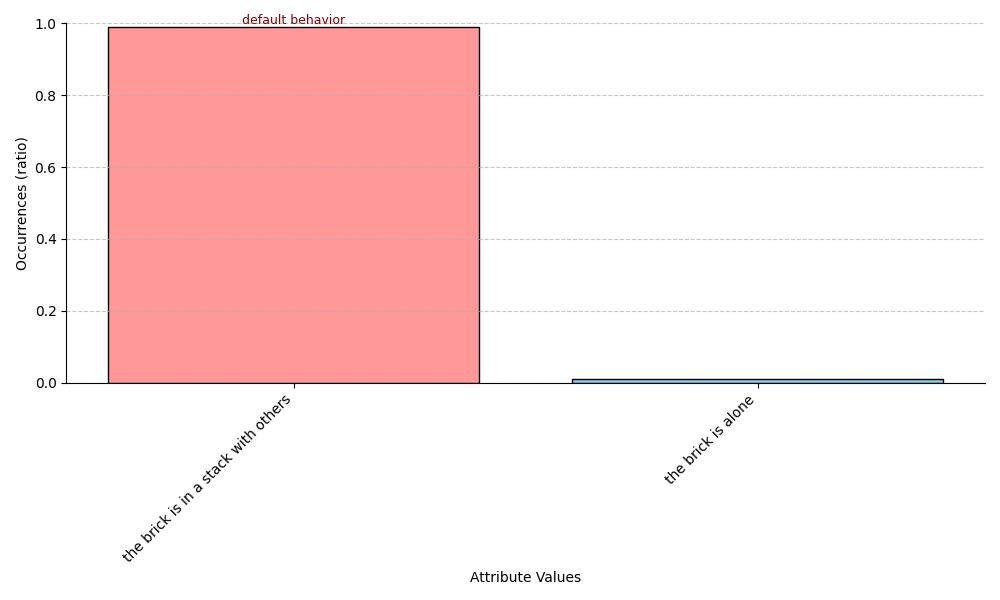 default behavior
1.0
0.8
0.6
0.4
0.2
0.0
Occurrences (ratio)
the brick is in a stack with others
the brick is alone
Attribute Values